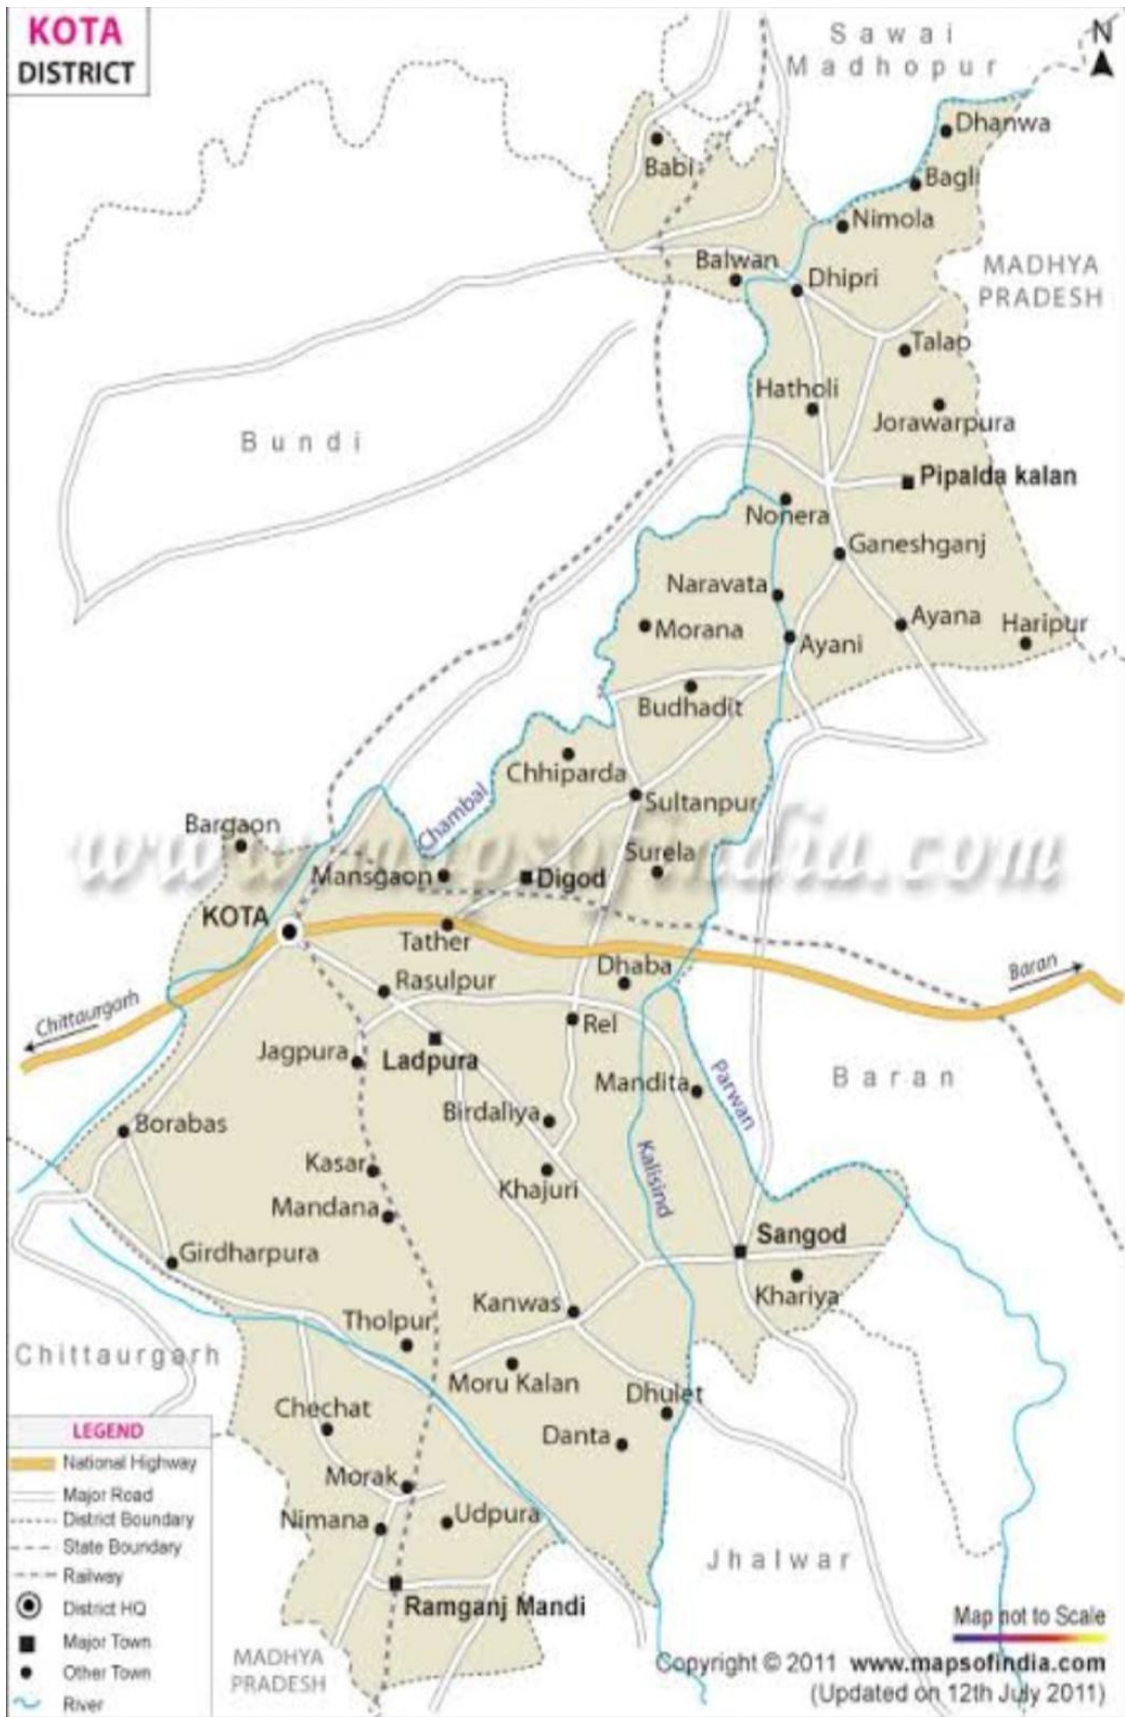 KOTA
DISTRICT
Sawai
Madhopur
N
Dhanwa
Babi
Bagli
Nimola
Balwan
Dhipri
MADHYA
PRADESH
Talap
Hatholi
Jorawarpura
Bundi
Pipalda kalan
Nonera
Ganeshganj
Naravata
Morana
Ayani
Ayana
Haripur
Budhadit
Chhiparda
Sultanpur
Chambal
Bargaon
www.mapsofindia.com
Surela
Mansgaon
Digod
KOTA
Tather
Dhaba
Baran
Rasulpur
Chittaurgarh
Rel
Jagpura
Ladpura
Mandita
Parwan
Baran
Birdaliya
Borabas
Kasar
Khajuri
Kalisind
Mandana
Sangod
Girdharpura
Khariya
Kanwas
Tholpur
Chittaurgarh
Moru Kalan
Dhulet
Chechat
Danta
Morak
Nimana
Udpura
Jhalwar
Ramganj Mandi
MADHYA
PRADESH
LEGEND
National Highway
Major Road
District Boundary
State Boundary
Railway
District HQ
Major Town
Other Town
River
Map not to Scale
Copyright © 2011 www.mapsofindia.com
(Updated on 12th July 2011)